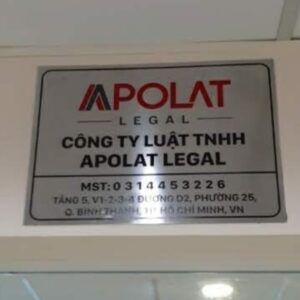 APOLAT
LEGAL
CÔNG TY LUẬT TNHH
APOLAT LEGAL
MST: 0314453226
TẦNG 5, V1-2-3-4 ĐƯỜNG D2, PHƯỜNG 25,
Q. BÌNH THẠNH, TP. HỒ CHÍ MINH, VN